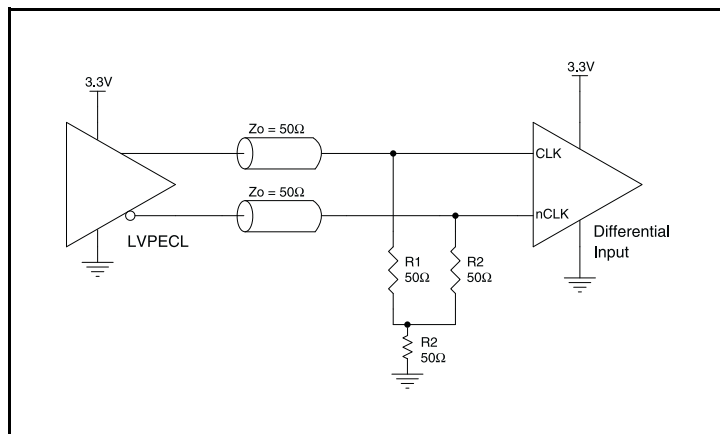 3.3V
3.3V
Zo = 50Ω
CLK
Zo = 50Ω
nCLK
LVPECL
Differential
Input
R1
50Ω
R2
50Ω
R2
50Ω